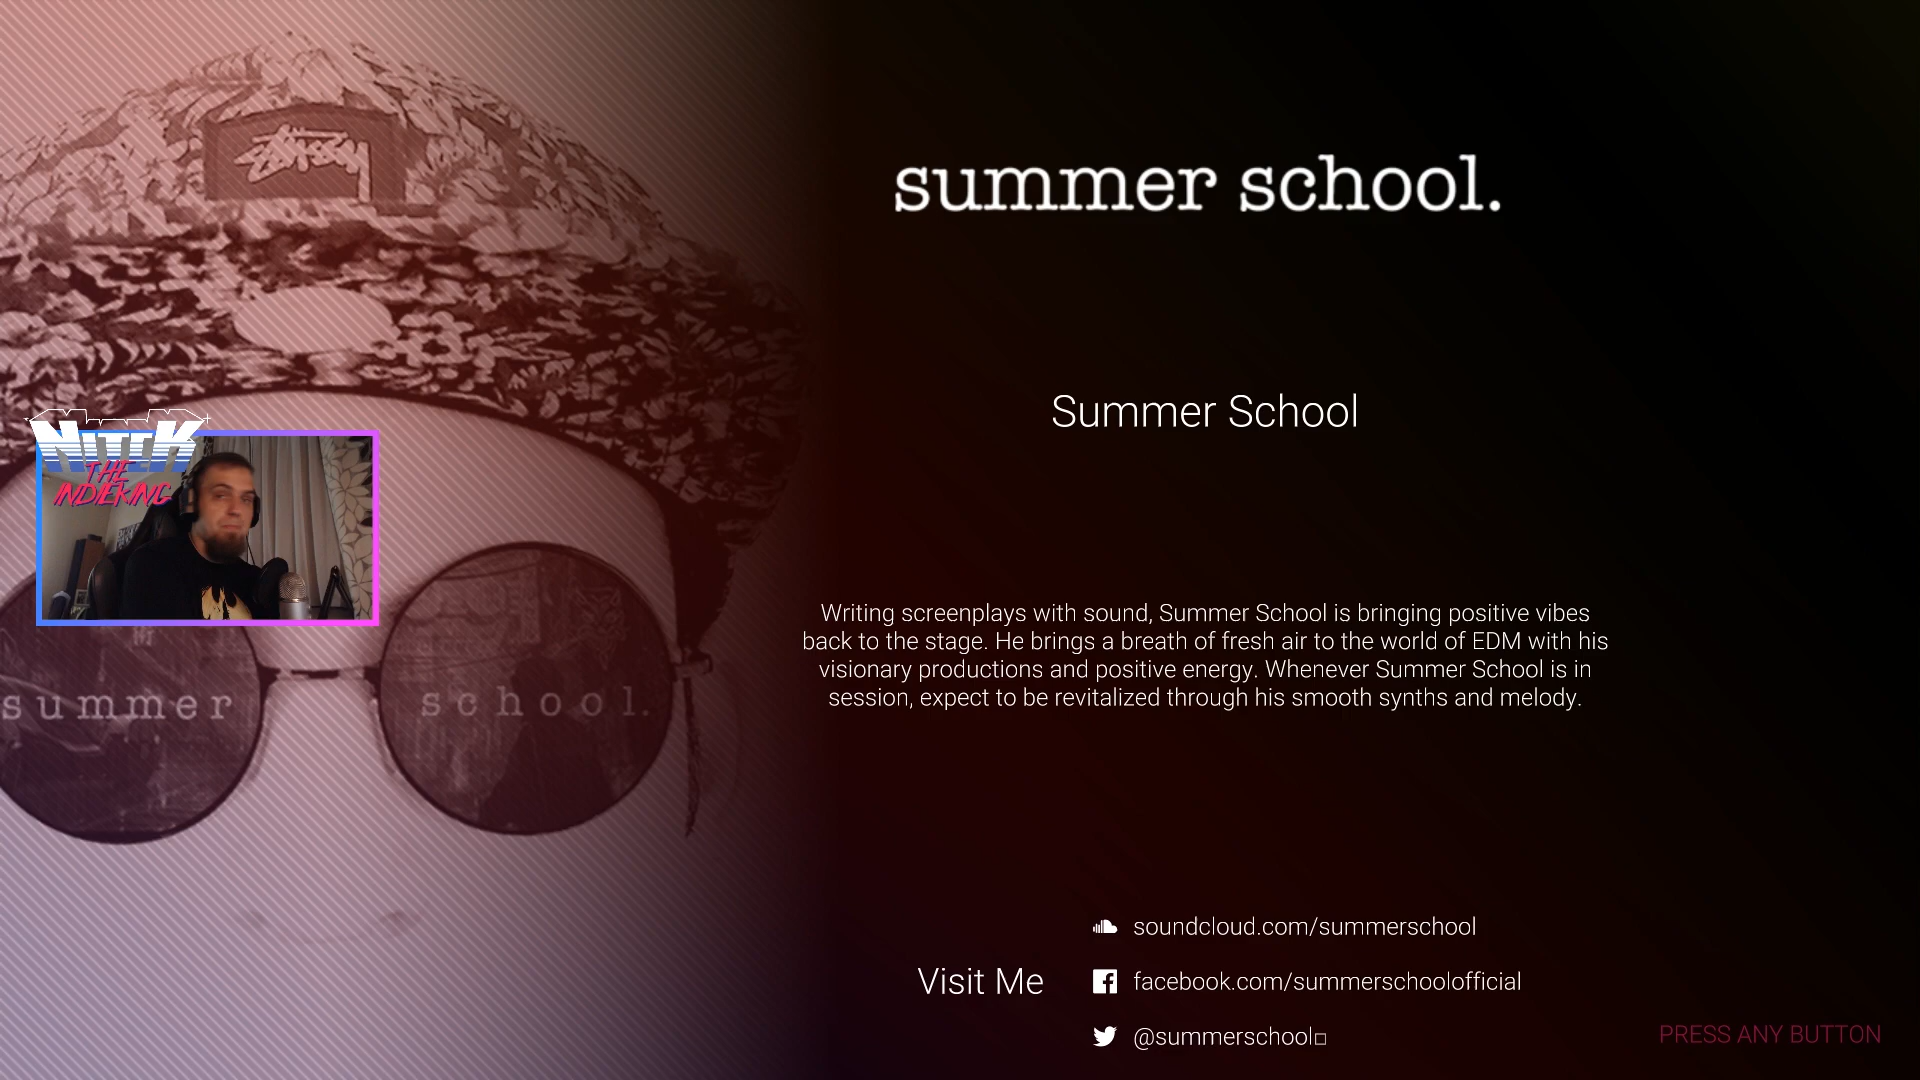 STÜSSY
summer school.
Summer School
NITTK
THE
INDIEKING
summer school.
Writing screenplays with sound, Summer School is bringing positive vibes
back to the stage. He brings a breath of fresh air to the world of EDM with his
visionary productions and positive energy. Whenever Summer School is in
session, expect to be revitalized through his smooth synths and melody.
soundcloud.com/summerschool
Visit Me
facebook.com/summerschoolofficial
@summerschool□
PRESS ANY BUTTON